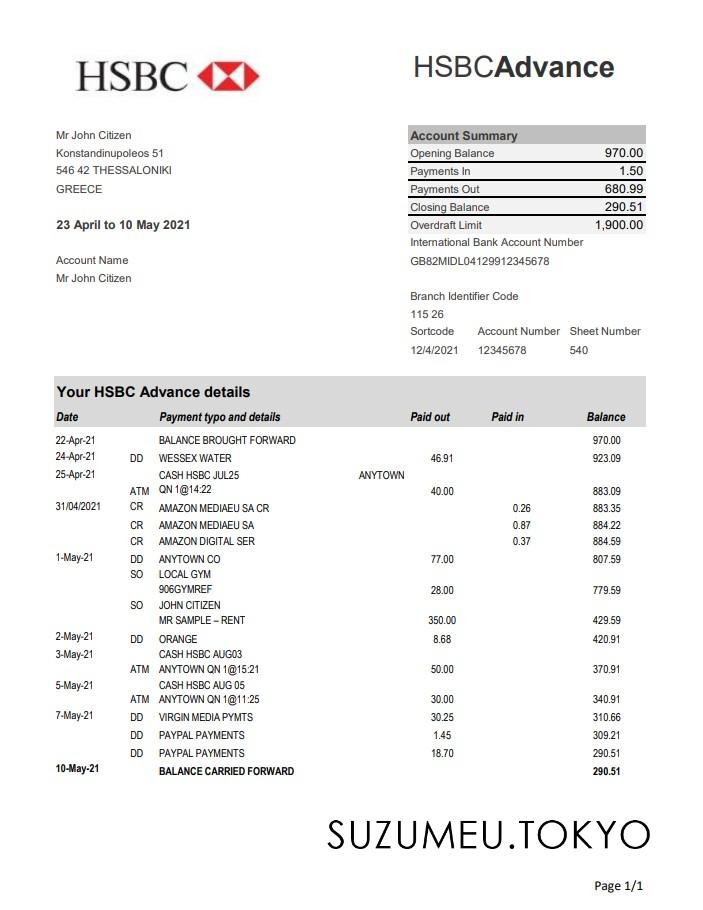 HSBC
HSBCAdvance
Mr John Citizen
Konstandinupoleos 51
546 42 THESSALONIKI
GREECE
23 April to 10 May 2021
Account Name
Mr John Citizen
Account Summary
Opening Balance 970.00
Payments In 1.50
Payments Out 680.99
Closing Balance 290.51
Overdraft Limit 1,900.00
International Bank Account Number
GB82MIDL04129912345678
Branch Identifier Code
115 26
Sortcode Account Number Sheet Number
12/4/2021 12345678 540
Your HSBC Advance details
Date Payment typo and details Paid out Paid in Balance
22-Apr-21 BALANCE BROUGHT FORWARD 970.00
24-Apr-21 DD WESSEX WATER 46.91 923.09
25-Apr-21 CASH HSBC JUL25 ANYTOWN
ATM QN 1@14:22 40.00 883.09
31/04/2021 CR AMAZON MEDIAEU SA CR 0.26 883.35
CR AMAZON MEDIAEU SA 0.87 884.22
CR AMAZON DIGITAL SER 0.37 884.59
1-May-21 DD ANYTOWN CO 77.00 807.59
SO LOCAL GYM
906GYMREF 28.00 779.59
SO JOHN CITIZEN
MR SAMPLE – RENT 350.00 429.59
2-May-21 DD ORANGE 8.68 420.91
3-May-21 CASH HSBC AUG03
ATM ANYTOWN QN 1@15:21 50.00 370.91
5-May-21 CASH HSBC AUG 05
ATM ANYTOWN QN 1@11:25 30.00 340.91
7-May-21 DD VIRGIN MEDIA PYMTS 30.25 310.66
DD PAYPAL PAYMENTS 1.45 309.21
DD PAYPAL PAYMENTS 18.70 290.51
10-May-21 BALANCE CARRIED FORWARD 290.51
SUZUMEU.TOKYO
Page 1/1